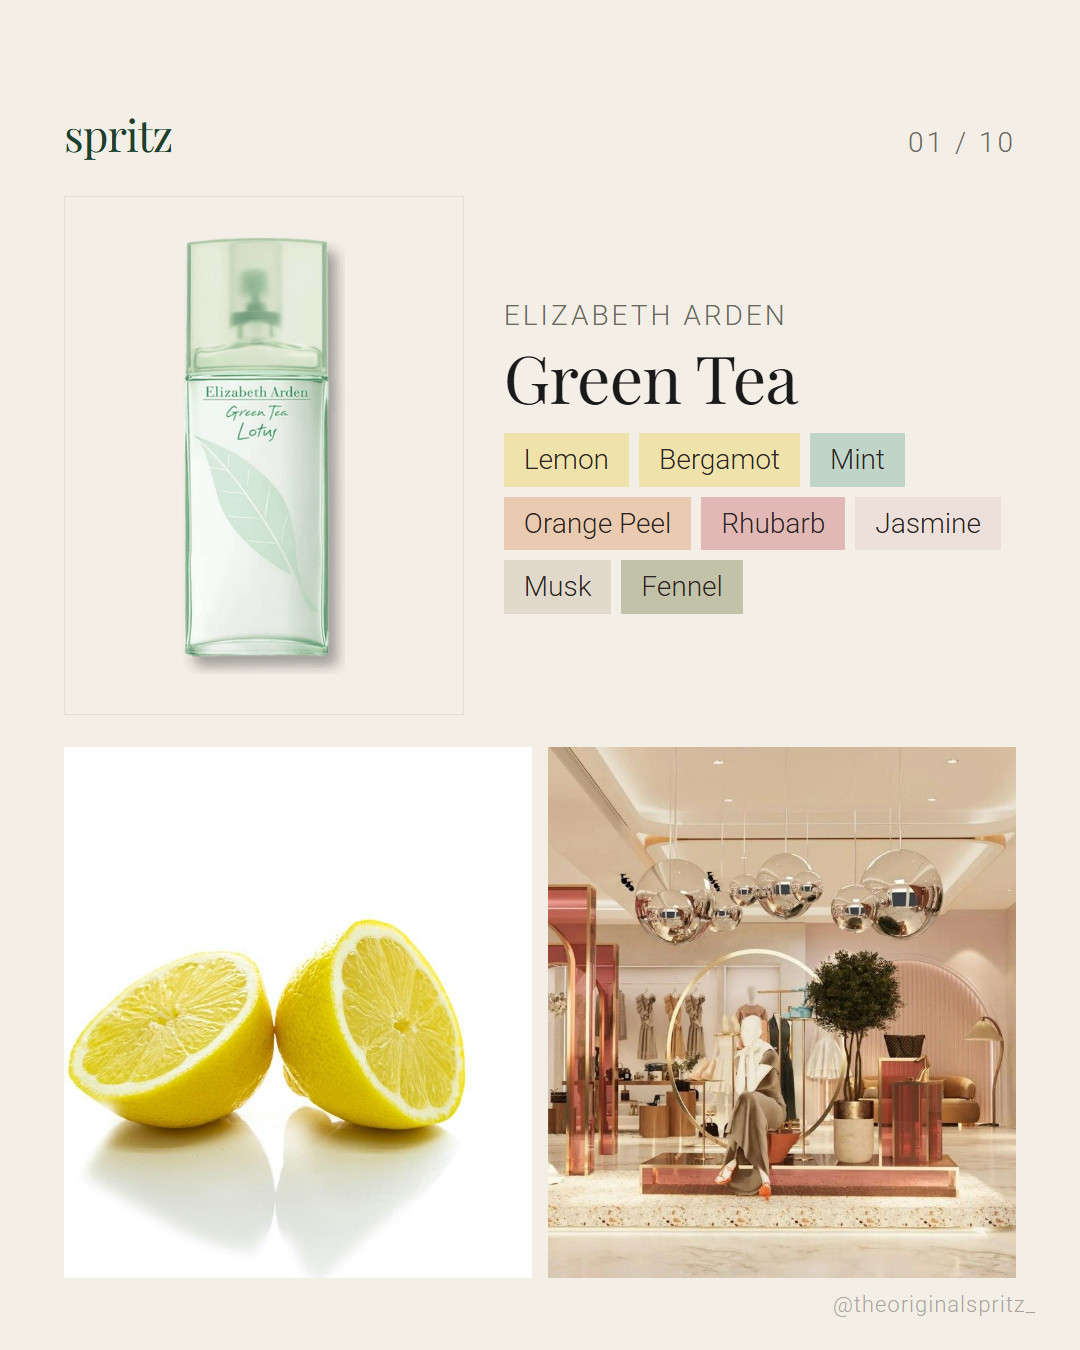 spritz
01 / 10
Elizabeth Arden
Green Tea
Lotus
ELIZABETH ARDEN
Green Tea
Lemon Bergamot Mint
Orange Peel Rhubarb Jasmine
Musk Fennel
@theoriginalspritz_